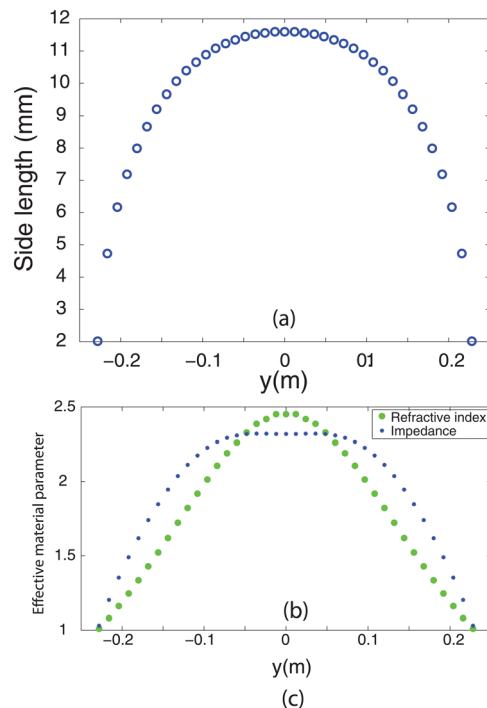 12
11
10
9
8
7
6
5
4
3
2
Side length (mm)
(a)
−0.2 −0.1 0 01 0.2
y(m)
2.5
2
1.5
1
Effective material parameter
Refractive index
Impedance
(b)
−0.2 −0.1 0 0.1 0.2
y(m)
(c)